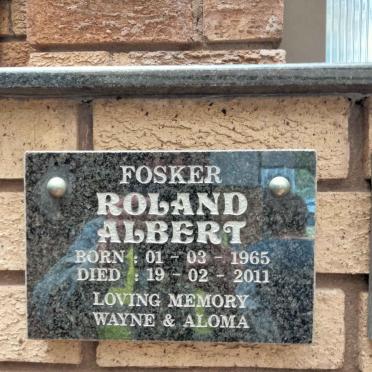 FOSKER
ROLAND
ALBERT
BORN : 01 - 03 - 1965
DIED : 19 - 02 - 2011
LOVING MEMORY
WAYNE & ALOMA